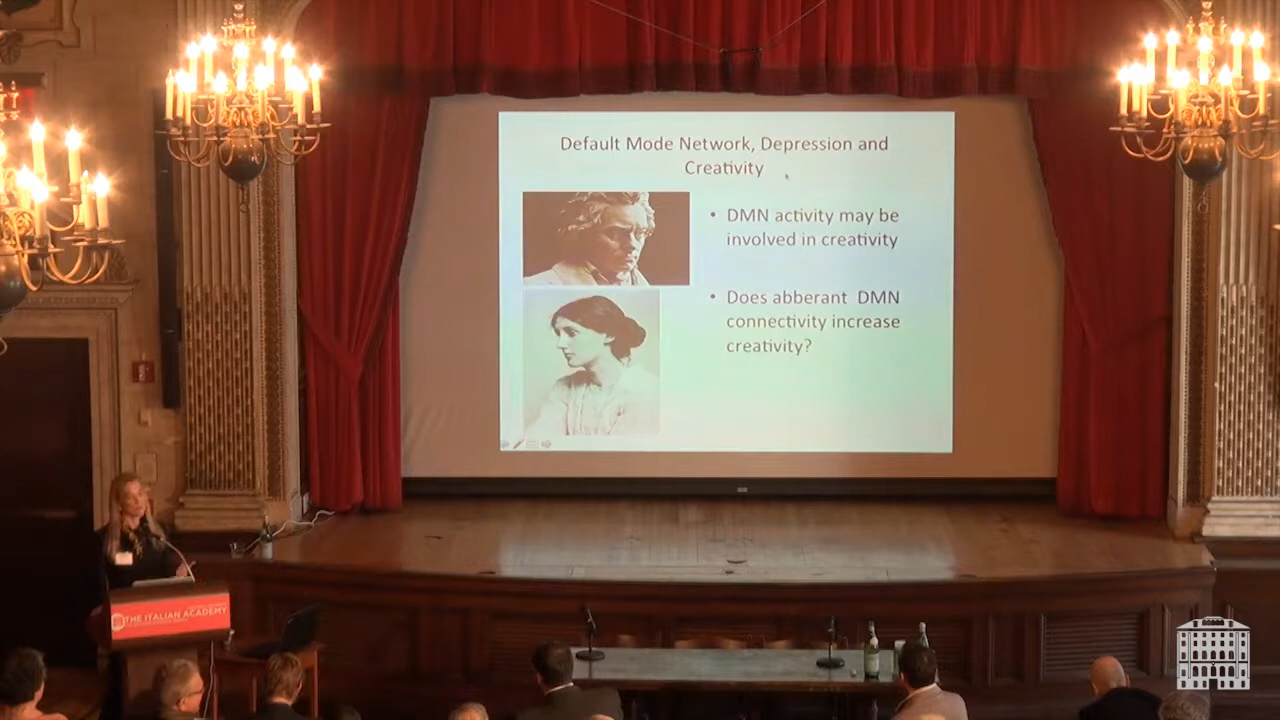 Default Mode Network, Depression and
Creativity
• DMN activity may be
involved in creativity
• Does abberant DMN
connectivity increase
creativity?
THE ITALIAN ACADEMY